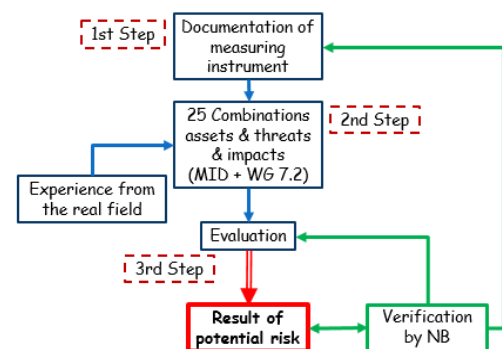 1st Step
Documentation of
measuring
instrument
25 Combinations
assets & threats
& impacts
(MID + WG 7.2)
2nd Step
Experience from
the real field
Evaluation
3rd Step
Result of
potential risk
Verification
by NB